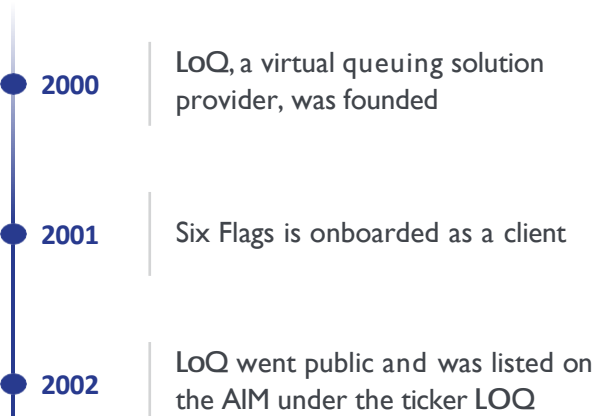 2000
LoQ, a virtual queuing solution
provider, was founded
2001
Six Flags is onboarded as a client
2002
LoQ went public and was listed on
the AIM under the ticker LOQ